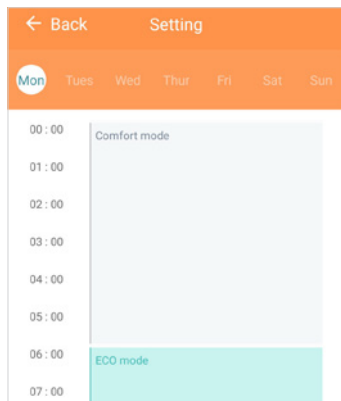 ← Back Setting
Mon Tues Wed Thur Fri Sat Sun
00 : 00 Comfort mode
01 : 00
02 : 00
03 : 00
04 : 00
05 : 00
06 : 00 ECO mode
07 : 00